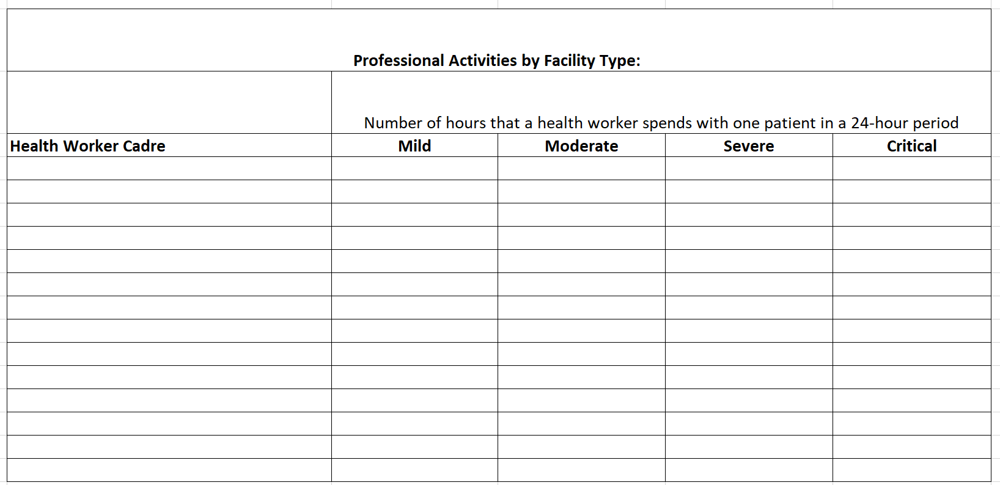 Professional Activities by Facility Type:
Number of hours that a health worker spends with one patient in a 24-hour period
Health Worker Cadre Mild Moderate Severe Critical